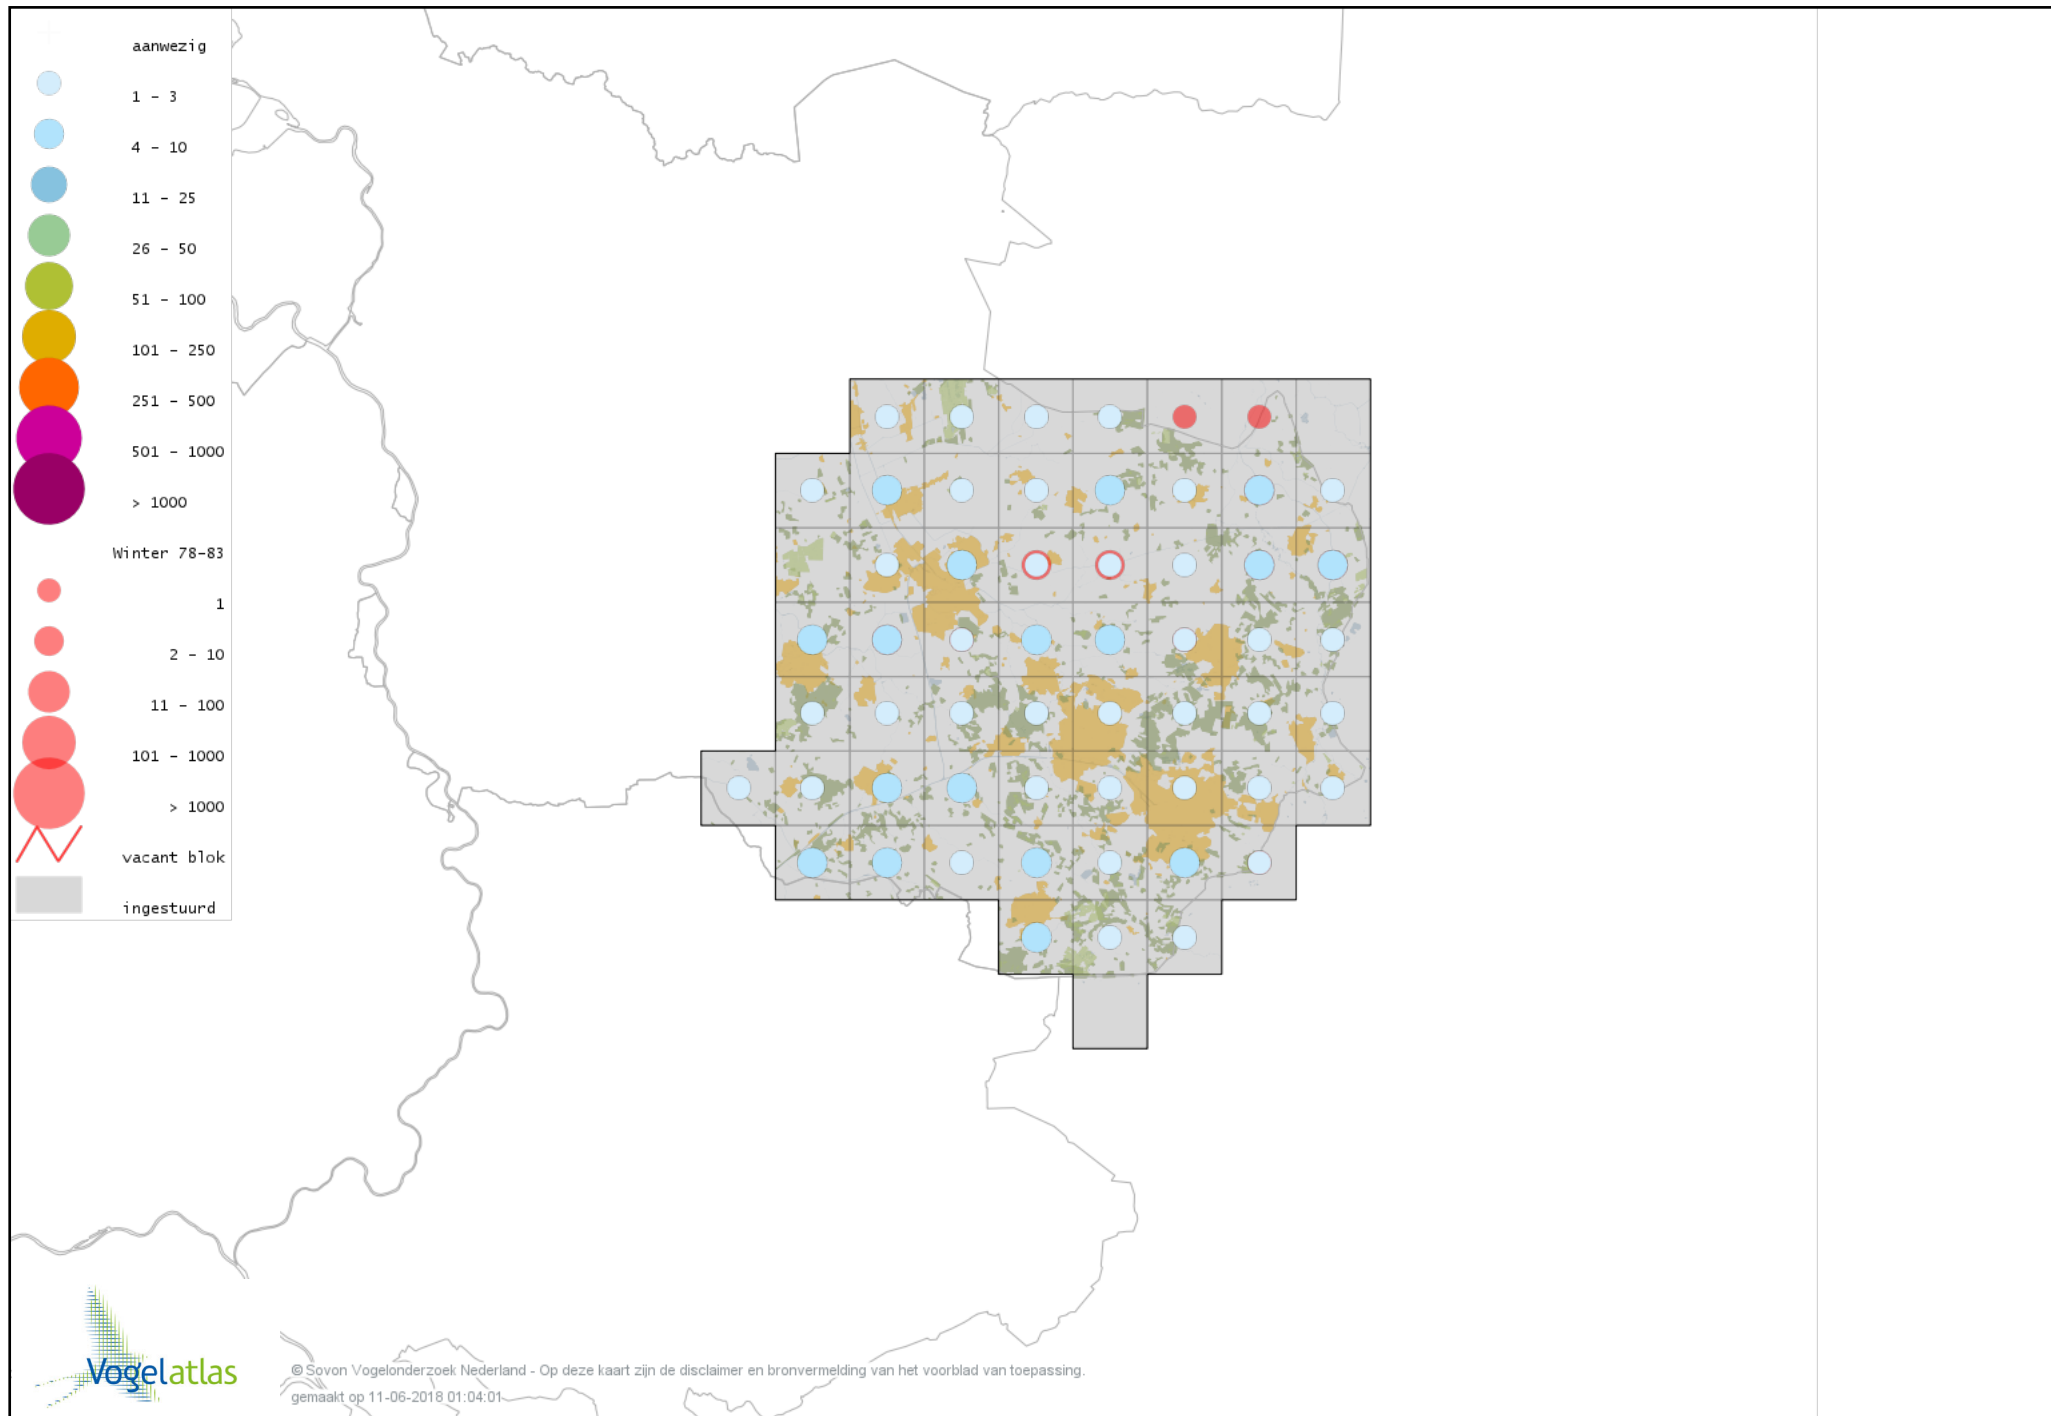 aanwezig
1 - 3
4 - 10
11 - 25
26 - 50
51 - 100
101 - 250
251 - 500
501 - 1000
> 1000
Winter 78-83
1
2 - 10
11 - 100
101 - 1000
> 1000
vacant blok
ingestuurd
Vogelatlas
© Sovon Vogelonderzoek Nederland - Op deze kaart zijn de disclaimer en bronvermelding van het voorblad van toepassing.
gemaakt op 11-06-2018 01:04:01